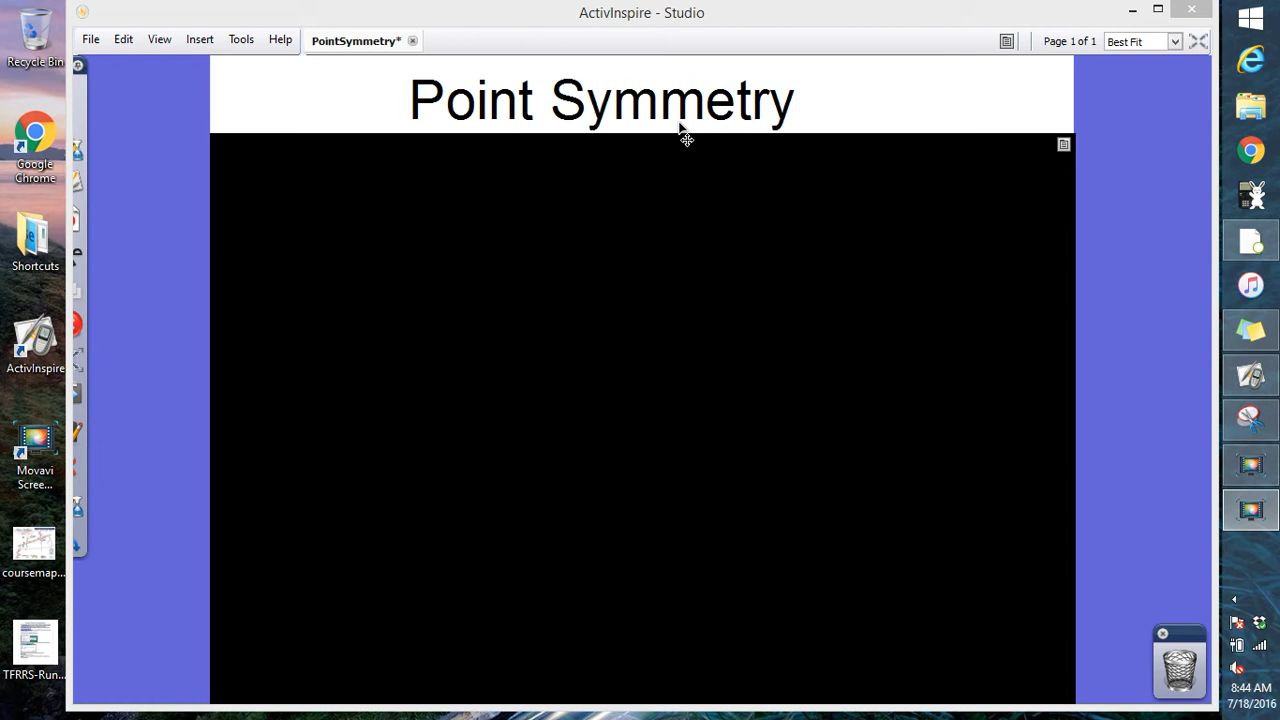 ActivInspire - Studio
File Edit View Insert Tools Help
PointSymmetry*
Page 1 of 1
Best Fit
Point Symmetry
Recycle Bin
Google
Chrome
Shortcuts
ActivInspire
Movavi
Scree...
coursemap...
TFRRS-Run...
8:44 AM
7/18/2016